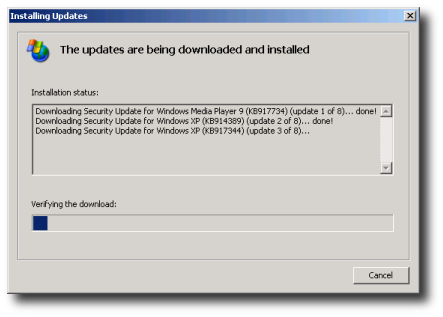 Installing Updates
The updates are being downloaded and installed
Installation status:
Downloading Security Update for Windows Media Player 9 (KB917734) (update 1 of 8)... done!
Downloading Security Update for Windows XP (KB914389) (update 2 of 8)... done!
Downloading Security Update for Windows XP (KB917344) (update 3 of 8)...
Verifying the download:
Cancel